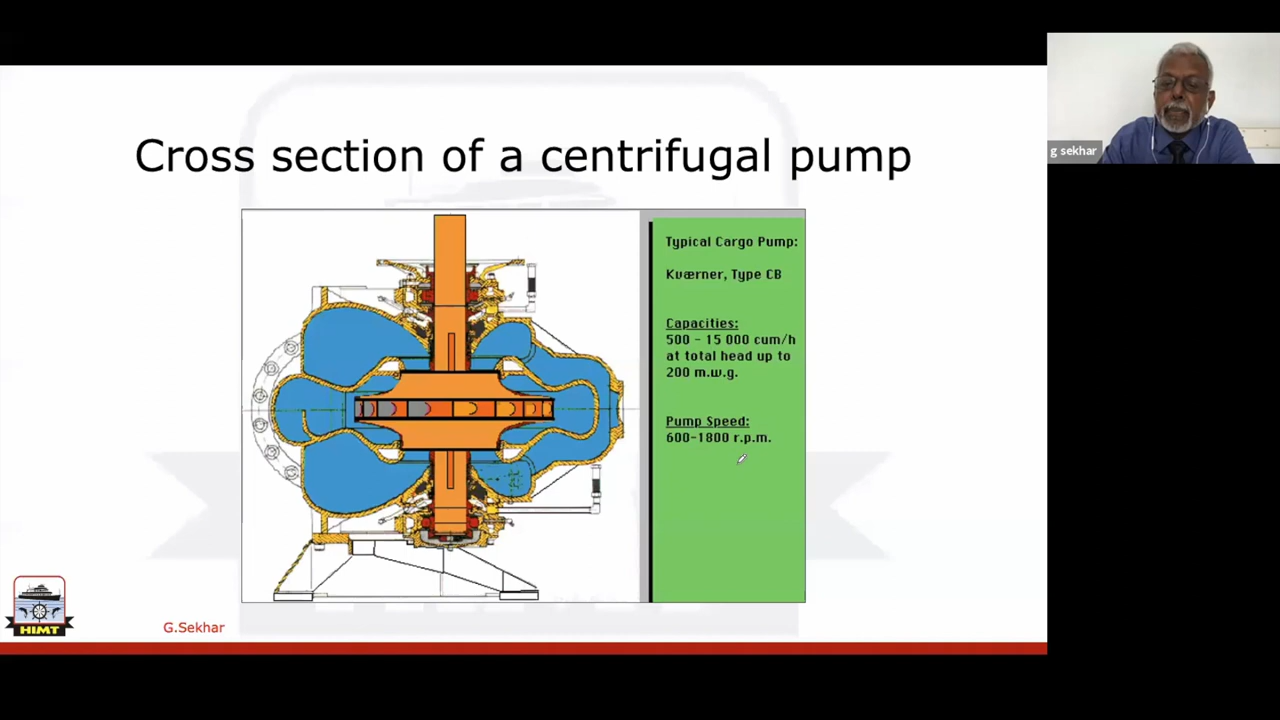 Cross section of a centrifugal pump
g sekhar
Typical Cargo Pump:
Kværner, Type CB
Capacities:
500 - 15 000 cum/h
at total head up to
200 m.w.g.
Pump Speed:
600-1800 r.p.m.
HIMT
G.Sekhar